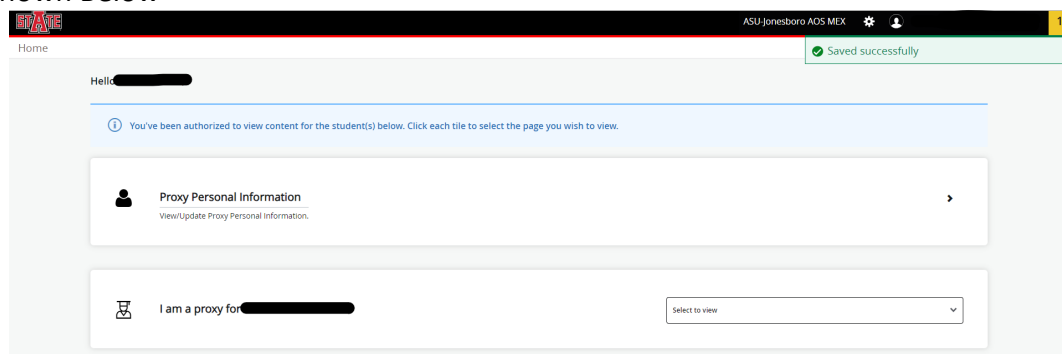 STATE
ASU-Jonesboro AOS MEX
1
Home
Saved successfully
Hello
You've been authorized to view content for the student(s) below. Click each tile to select the page you wish to view.
Proxy Personal Information
View/Update Proxy Personal Information.
I am a proxy for
Select to view